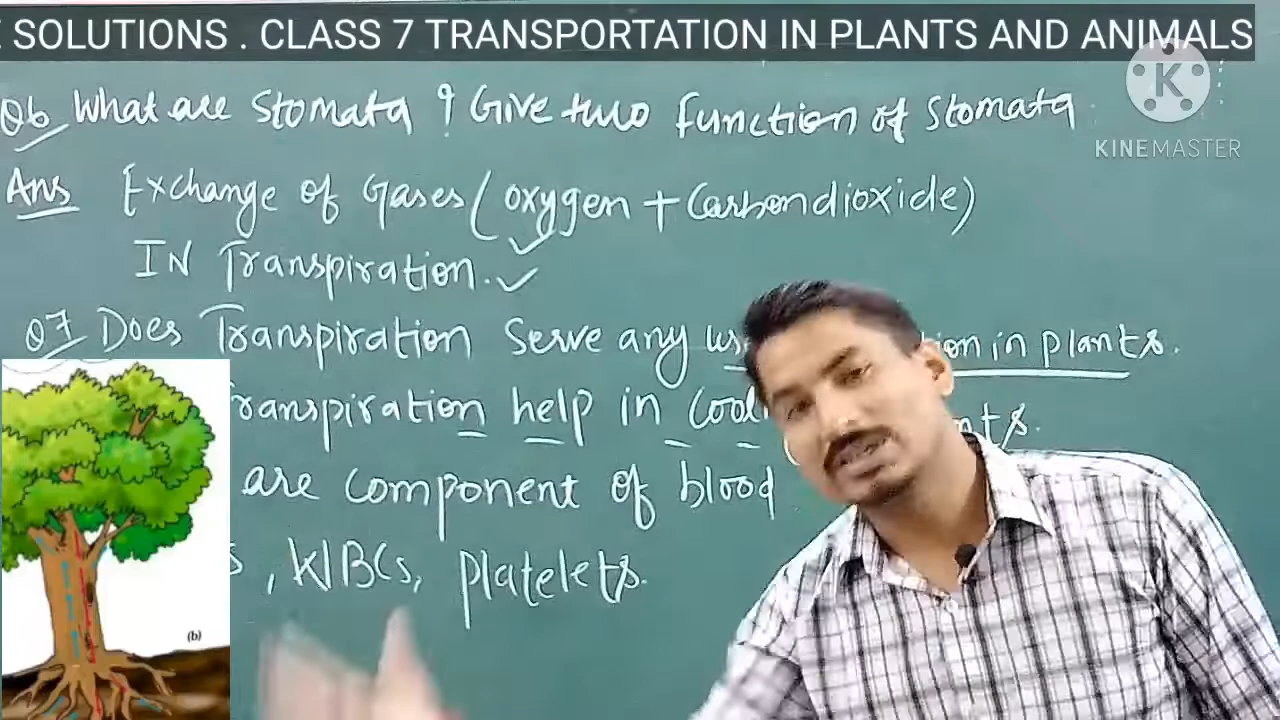 SOLUTIONS . CLASS 7 TRANSPORTATION IN PLANTS AND ANIMALS
K
KINEMASTER
Q6 What are Stomata ? Give two function of stomata
Ans Exchange of Gases (oxygen + Carbondioxide)
IN Transpiration.
Q7 Does Transpiration Serve any in plants.
Transpiration help in
are component of blood
, WBCs, platelets.
(b)